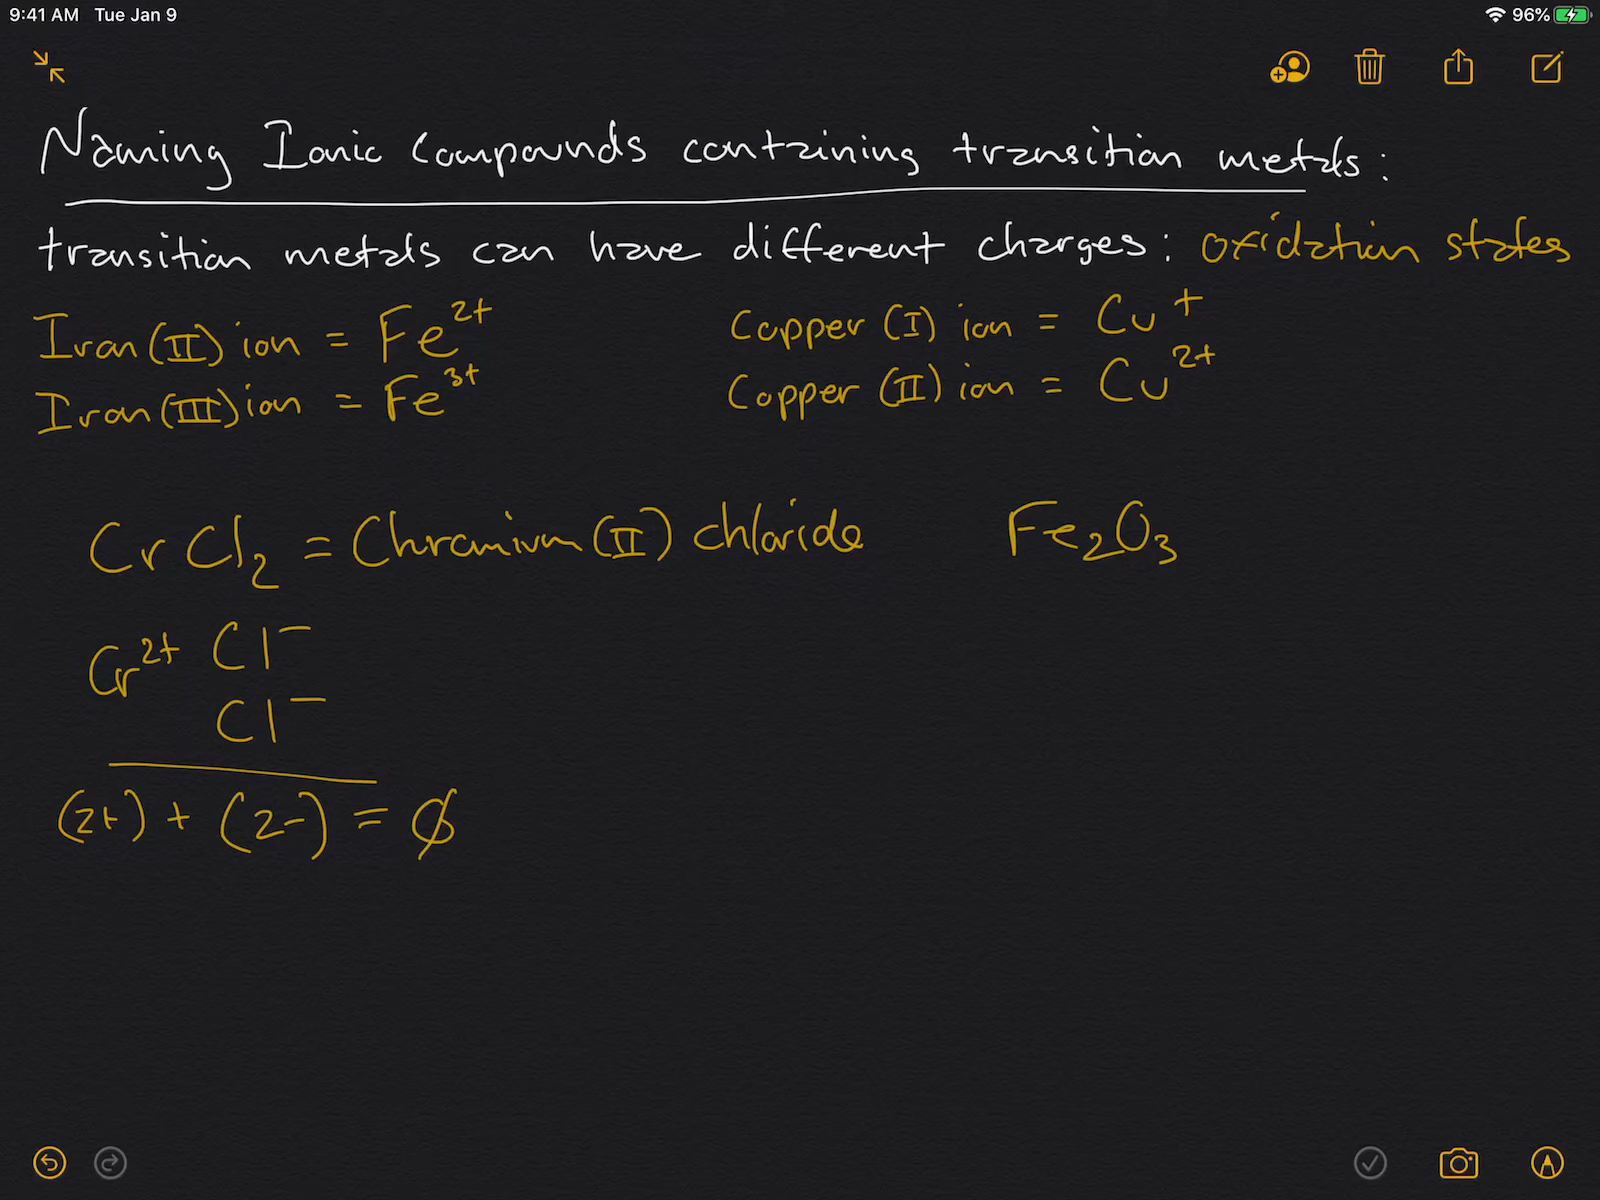 9:41 AM Tue Jan 9 96%
Naming Ionic Compounds containing transition metals:
transition metals can have different charges: oxidation states
Iron(II) ion = Fe²⁺
Copper (I) ion = Cu⁺
Iron(III) ion = Fe³⁺
Copper (II) ion = Cu²⁺
CrCl₂ = Chromium(II) chloride
Fe₂O₃
Cr²⁺ Cl⁻
Cl⁻
(2+) + (2-) = ∅